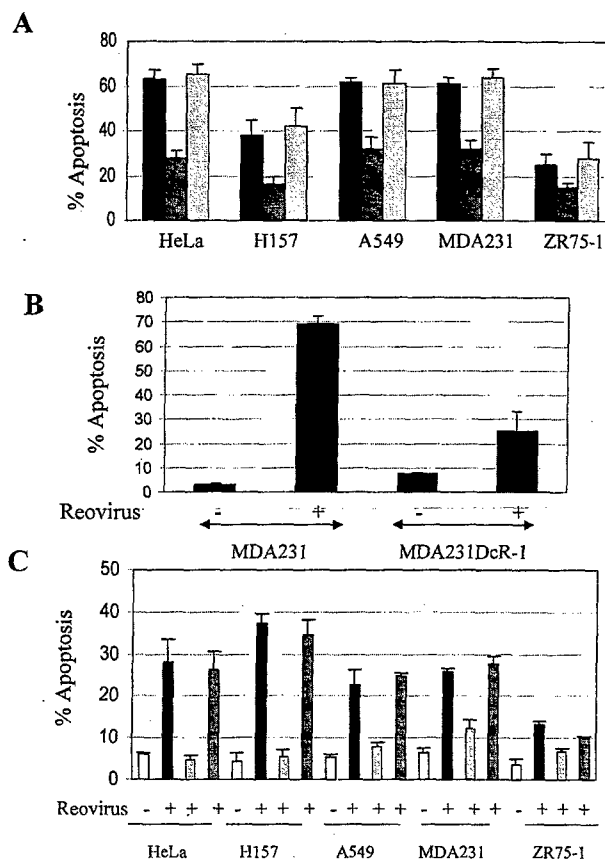 A
% Apoptosis
80
60
40
20
0
HeLa H157 A549 MDA231 ZR75-1
B
% Apoptosis
80
70
60
50
40
30
20
10
0
Reovirus - + - +
MDA231 MDA231DcR-1
C
% Apoptosis
50
40
30
20
10
0
Reovirus - + + + - + + + - + + + - + + + - + + +
HeLa H157 A549 MDA231 ZR75-1